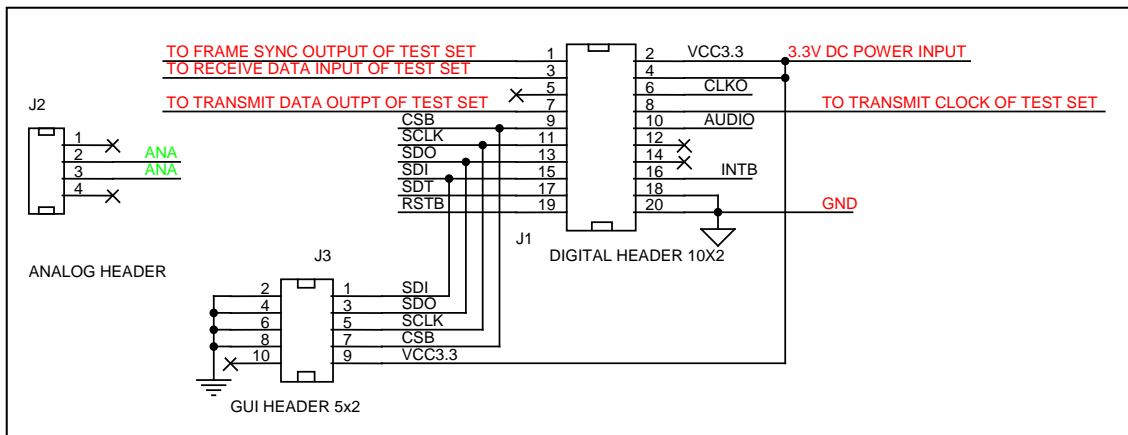 TO FRAME SYNC OUTPUT OF TEST SET 1 2 VCC3.3 3.3V DC POWER INPUT
TO RECEIVE DATA INPUT OF TEST SET 3 4
5 6 CLKO
TO TRANSMIT DATA OUTPT OF TEST SET 7 8 TO TRANSMIT CLOCK OF TEST SET
CSB 9 10 AUDIO
SCLK 11 12
SDO 13 14
SDI 15 16 INTB
SDT 17 18
RSTB 19 20 GND
J1
DIGITAL HEADER 10X2
J2
1
2 ANA
3 ANA
4
ANALOG HEADER
J3
2 1 SDI
4 3 SDO
6 5 SCLK
8 7 CSB
10 9 VCC3.3
GUI HEADER 5x2